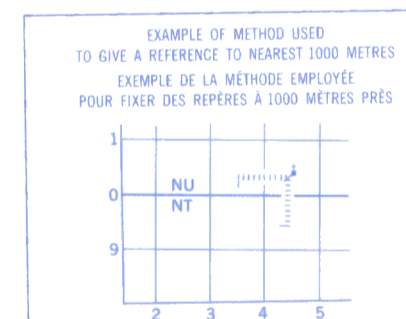 EXAMPLE OF METHOD USED
TO GIVE A REFERENCE TO NEAREST 1000 METRES
EXEMPLE DE LA MÉTHODE EMPLOYÉE
POUR FIXER DES REPÈRES À 1000 MÈTRES PRÈS
1
NU
0
NT
9
2 3 4 5